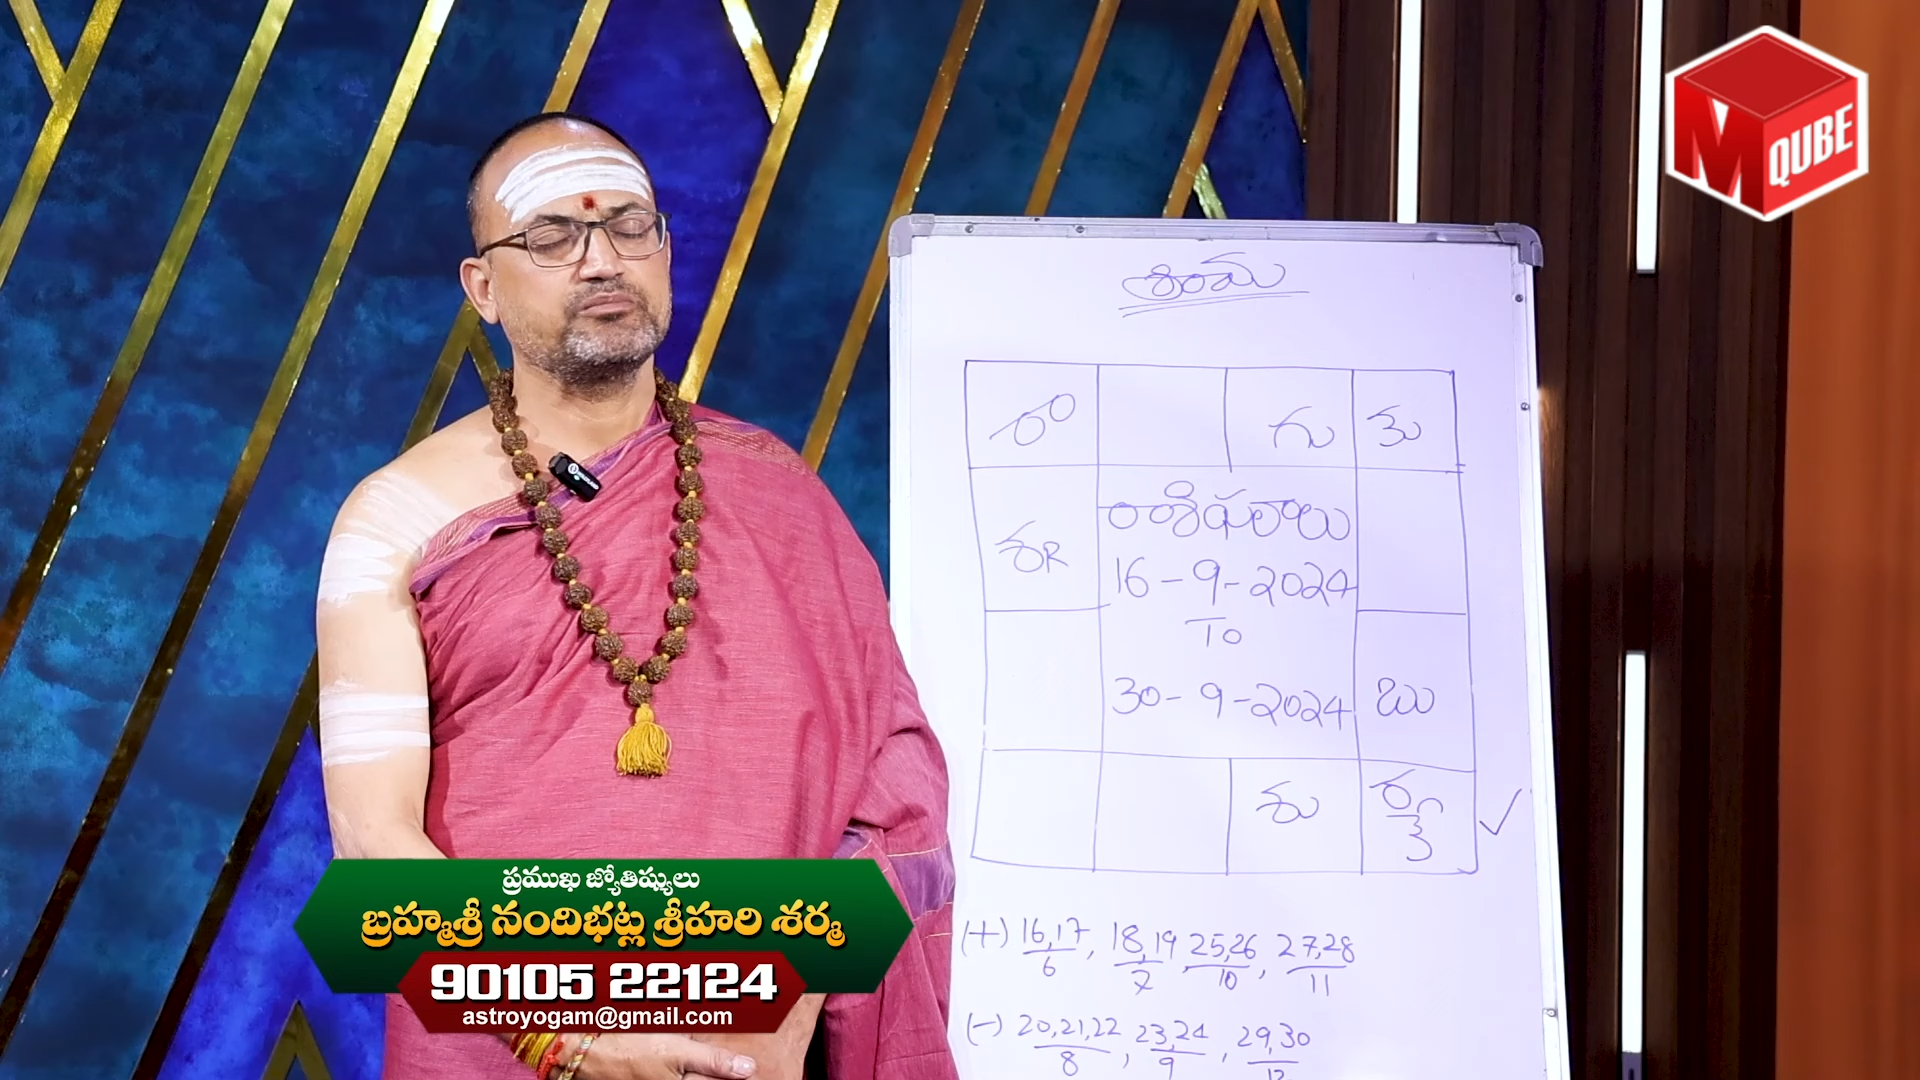 M QUBE
సింహ
రా గు కు
రాశిఫలాలు
శR 16-9-2024
To
30-9-2024 బు
శు
(+) 16,17/6, 18,19/7, 25,26/10, 27,28/11
(-) 20,21,22/8, 23,24/9, 29,30/12
ప్రముఖ జ్యోతిష్యులు
బ్రహ్మశ్రీ నందిభట్ల శ్రీహరి శర్మ
90105 22124
astroyogam@gmail.com